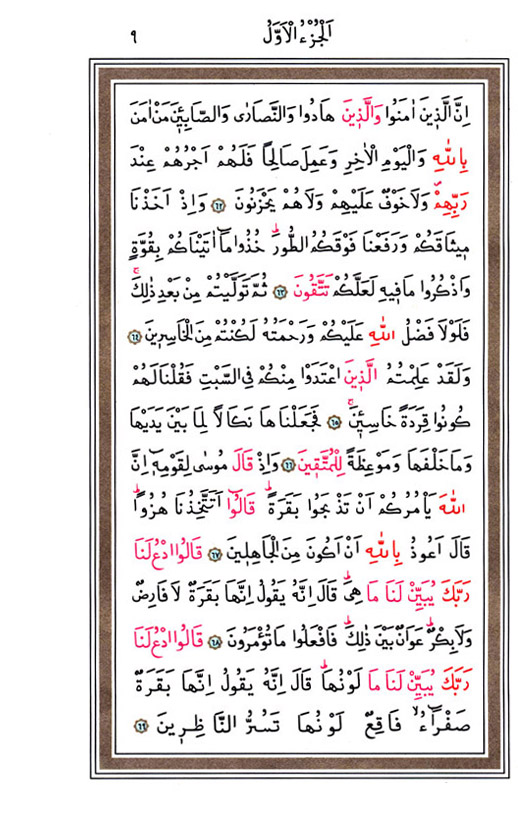 اَلْجُزْءُ الْاَوَّلُ ٩
اِنَّ الَّذ۪ينَ اٰمَنُوا وَالَّذ۪ينَ هَادُوا وَالنَّصَارٰى وَالصَّابِـ۪ٔينَ مَنْ اٰمَنَ
بِاللّٰهِ وَالْيَوْمِ الْاٰخِرِ وَعَمِلَ صَالِحًا فَلَهُمْ اَجْرُهُمْ عِنْدَ
رَبِّهِمْۚ وَلَا خَوْفٌ عَلَيْهِمْ وَلَا هُمْ يَحْزَنُونَ ﴿٦٢﴾ وَاِذْ اَخَذْنَا
م۪يثَاقَكُمْ وَرَفَعْنَا فَوْقَكُمُ الطُّورَۜ خُذُوا مَٓا اٰتَيْنَاكُمْ بِقُوَّةٍ
وَاذْكُرُوا مَا ف۪يهِ لَعَلَّكُمْ تَتَّقُونَ ﴿٦٣﴾ ثُمَّ تَوَلَّيْتُمْ مِنْ بَعْدِ ذٰلِكَۚ
فَلَوْلَا فَضْلُ اللّٰهِ عَلَيْكُمْ وَرَحْمَتُهُ لَكُنْتُمْ مِنَ الْخَاسِر۪ينَ ﴿٦٤﴾
وَلَقَدْ عَلِمْتُمُ الَّذ۪ينَ اعْتَدَوْا مِنْكُمْ فِي السَّبْتِ فَقُلْنَا لَهُمْ
كُونُوا قِرَدَةً خَاسِـ۪ٔينَۚ ﴿٦٥﴾ فَجَعَلْنَاهَا نَكَالًا لِمَا بَيْنَ يَدَيْهَا
وَمَا خَلْفَهَا وَمَوْعِظَةً لِلْمُتَّق۪ينَ ﴿٦٦﴾ وَاِذْ قَالَ مُوسٰى لِقَوْمِه۪ٓ اِنَّ
اللّٰهَ يَأْمُرُكُمْ اَنْ تَذْبَحُوا بَقَرَةًۜ قَالُٓوا اَتَتَّخِذُنَا هُزُوًاۜ
قَالَ اَعُوذُ بِاللّٰهِ اَنْ اَكُونَ مِنَ الْجَاهِل۪ينَ ﴿٦٧﴾ قَالُوا ادْعُ لَنَا
رَبَّكَ يُبَيِّنْ لَنَا مَا هِيَۜ قَالَ اِنَّهُ يَقُولُ اِنَّهَا بَقَرَةٌ لَا فَارِضٌ
وَلَا بِكْرٌۜ عَوَانٌ بَيْنَ ذٰلِكَۜ فَافْعَلُوا مَا تُؤْمَرُونَ ﴿٦٨﴾ قَالُوا ادْعُ لَنَا
رَبَّكَ يُبَيِّنْ لَنَا مَا لَوْنُهَاۜ قَالَ اِنَّهُ يَقُولُ اِنَّهَا بَقَرَةٌ
صَفْرَٓاءُۙ فَاقِعٌ لَوْنُهَا تَسُرُّ النَّاظِر۪ينَ ﴿٦٩﴾